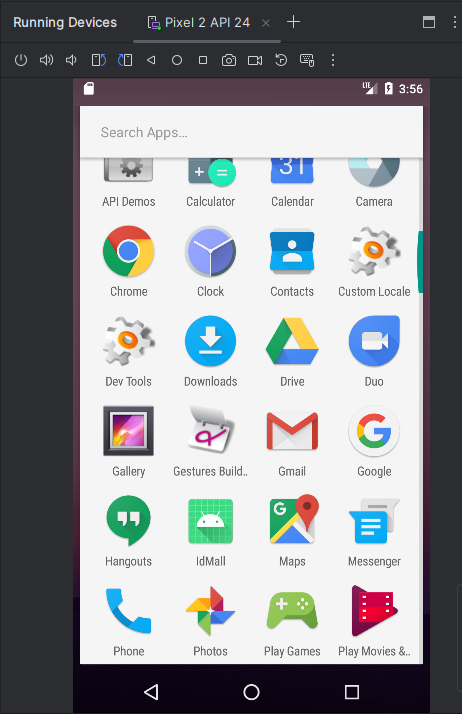 Running Devices
Pixel 2 API 24
LTE 3:56
Search Apps...
31
API Demos Calculator Calendar Camera
Chrome Clock Contacts Custom Locale
Dev Tools Downloads Drive Duo
Gallery Gestures Build.. Gmail Google
Hangouts IdMall Maps Messenger
Phone Photos Play Games Play Movies &..